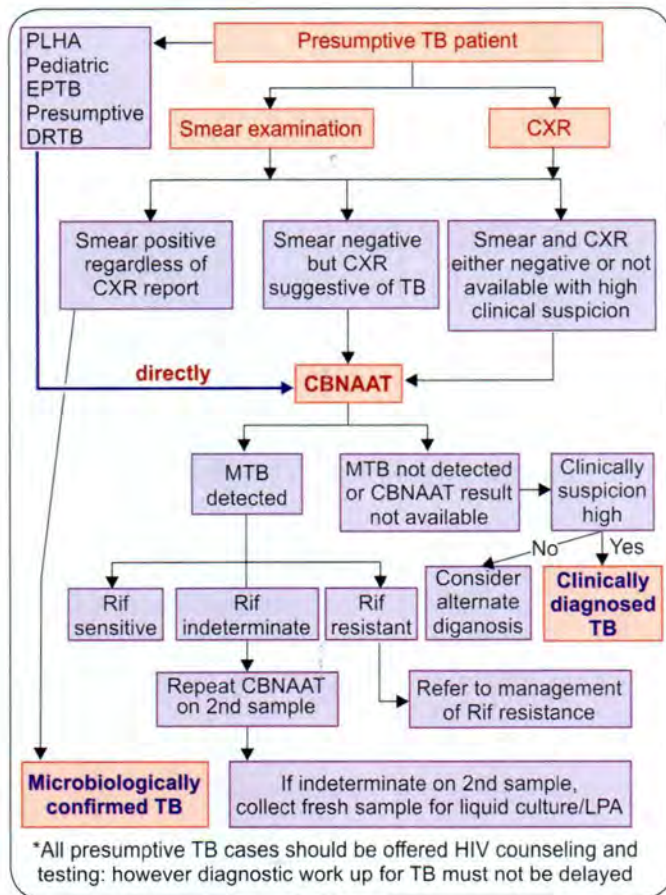 PLHA
Pediatric
EPTB
Presumptive
DRTB
Presumptive TB patient
Smear examination
CXR
Smear positive
regardless of
CXR report
Smear negative
but CXR
suggestive of TB
Smear and CXR
either negative or not
available with high
clinical suspicion
directly
CBNAAT
MTB
detected
MTB not detected
or CBNAAT result
not available
Clinically
suspicion
high
No
Yes
Rif
sensitive
Rif
indeterminate
Rif
resistant
Consider
alternate
diganosis
Clinically
diagnosed
TB
Repeat CBNAAT
on 2nd sample
Refer to management
of Rif resistance
Microbiologically
confirmed TB
If indeterminate on 2nd sample,
collect fresh sample for liquid culture/LPA
*All presumptive TB cases should be offered HIV counseling and
testing: however diagnostic work up for TB must not be delayed